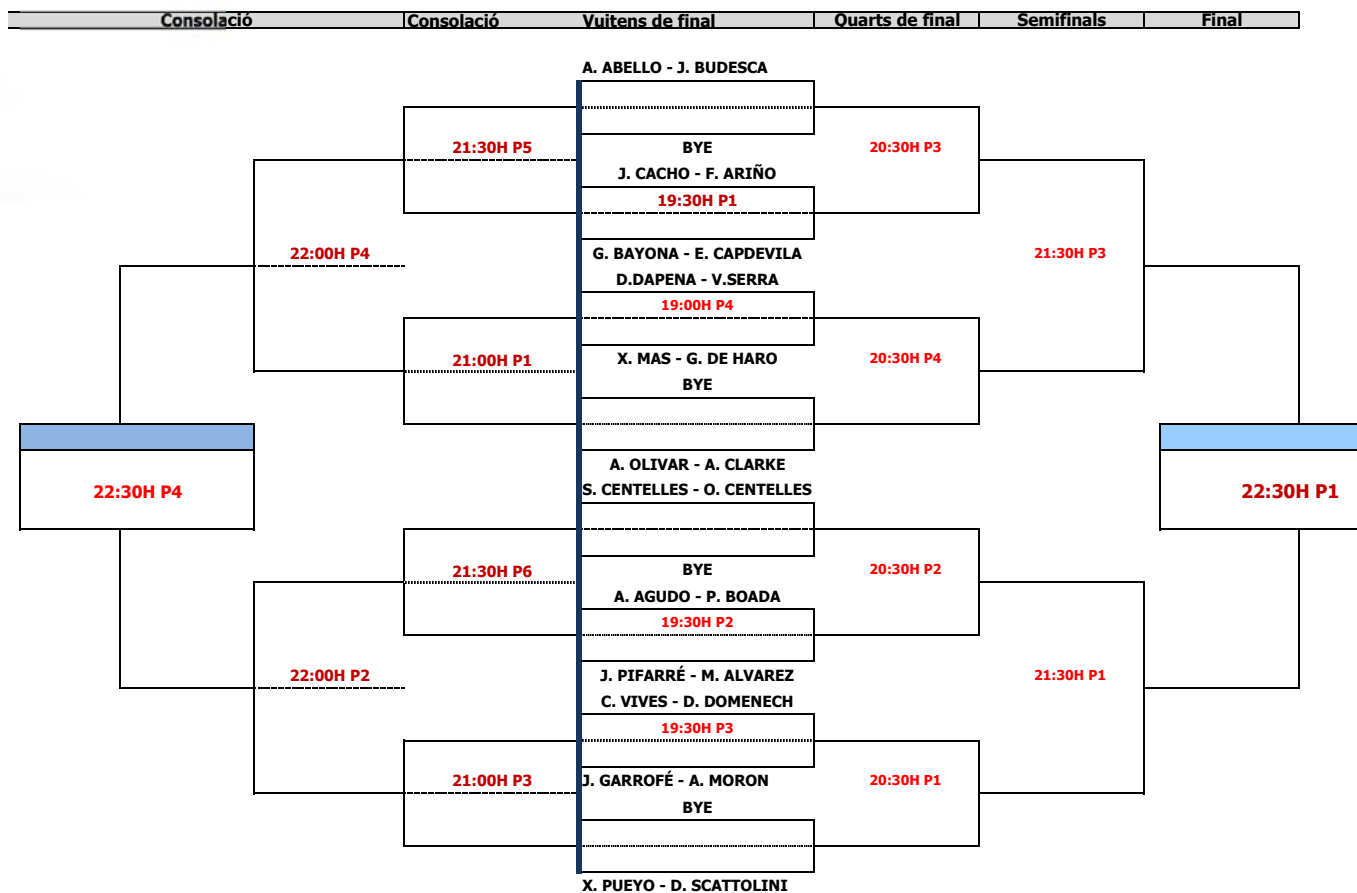 Consolació Consolació Vuitens de final Quarts de final Semifinals Final
A. ABELLO - J. BUDESCA
21:30H P5 BYE 20:30H P3
J. CACHO - F. ARIÑO
19:30H P1
22:00H P4 G. BAYONA - E. CAPDEVILA 21:30H P3
D.DAPENA - V.SERRA
19:00H P4
21:00H P1 X. MAS - G. DE HARO 20:30H P4
BYE
A. OLIVAR - A. CLARKE
22:30H P4 S. CENTELLES - O. CENTELLES 22:30H P1
21:30H P6 BYE 20:30H P2
A. AGUDO - P. BOADA
19:30H P2
22:00H P2 J. PIFARRÉ - M. ALVAREZ 21:30H P1
C. VIVES - D. DOMENECH
19:30H P3
21:00H P3 J. GARROFÉ - A. MORON 20:30H P1
BYE
X. PUEYO - D. SCATTOLINI